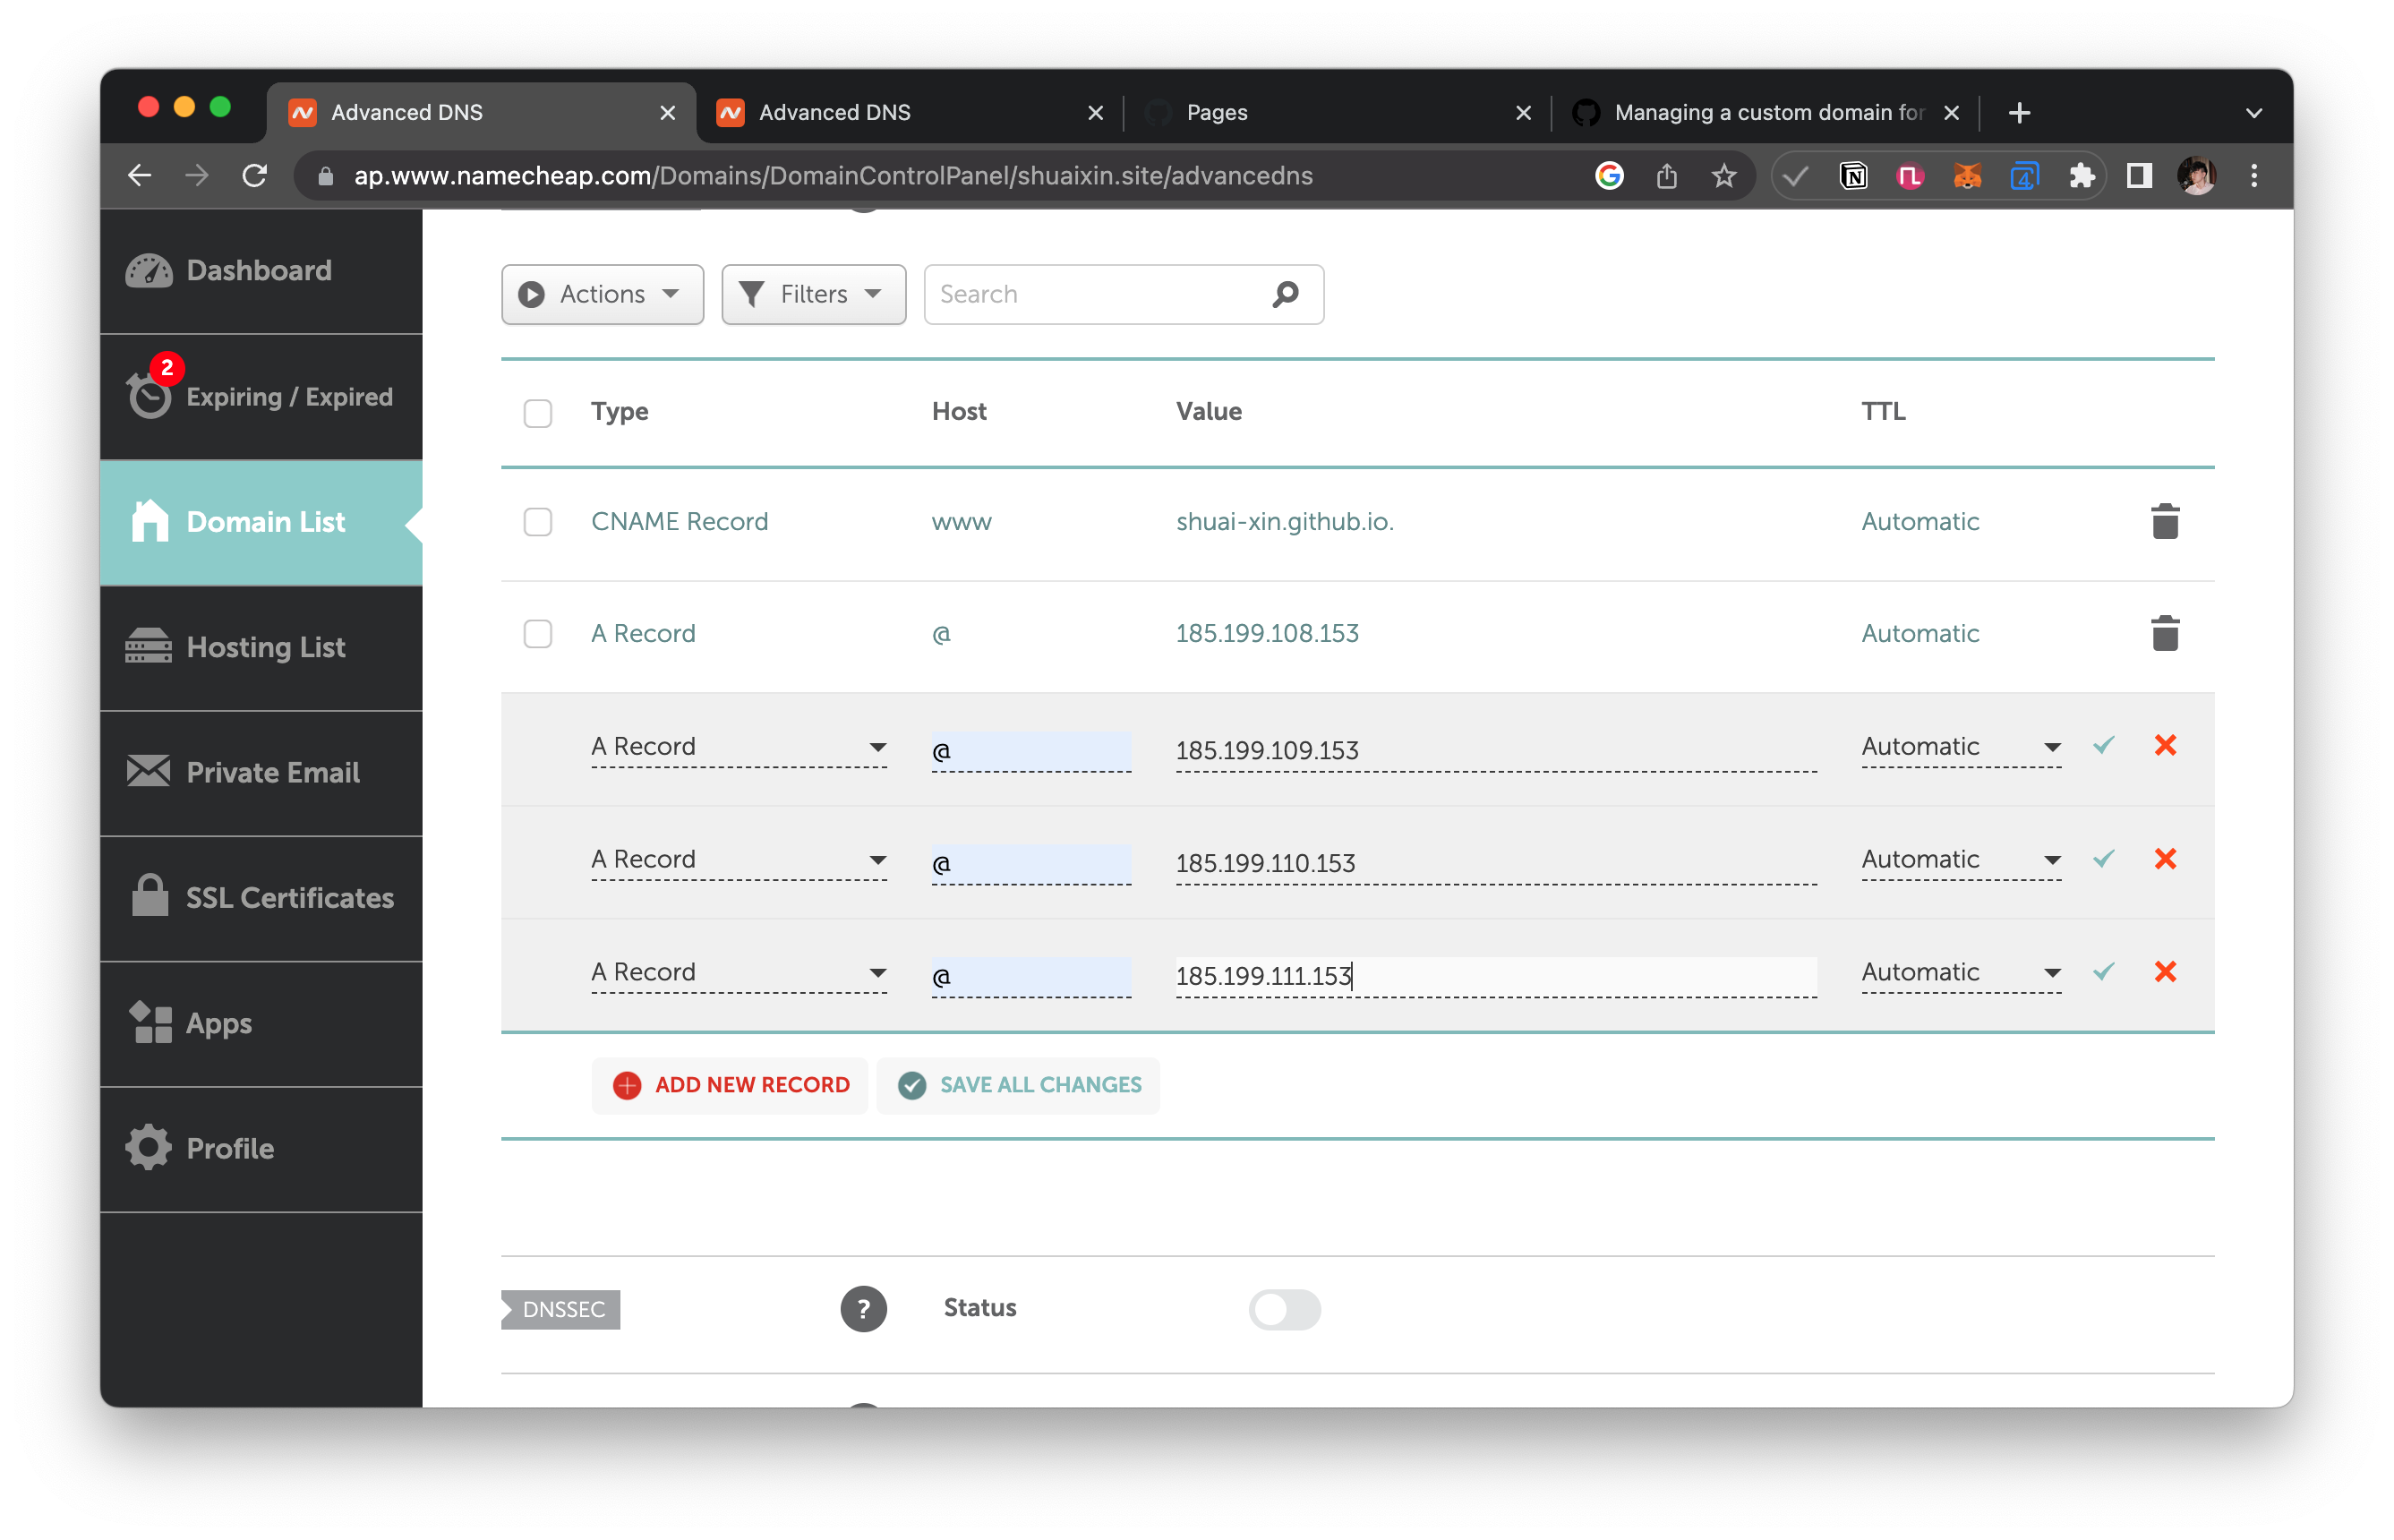 Advanced DNS
Advanced DNS
Pages
Managing a custom domain for
ap.www.namecheap.com/Domains/DomainControlPanel/shuaixin.site/advancedns
Dashboard
2
Expiring / Expired
Domain List
Hosting List
Private Email
SSL Certificates
Apps
Profile
Actions
Filters
Search
Type Host Value TTL
CNAME Record www shuai-xin.github.io. Automatic
A Record @ 185.199.108.153 Automatic
A Record @ 185.199.109.153 Automatic
A Record @ 185.199.110.153 Automatic
A Record @ 185.199.111.153 Automatic
ADD NEW RECORD
SAVE ALL CHANGES
DNSSEC ? Status